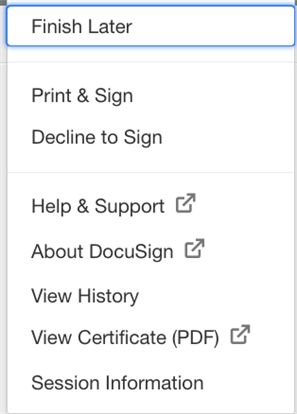 Finish Later
Print & Sign
Decline to Sign
Help & Support
About DocuSign
View History
View Certificate (PDF)
Session Information